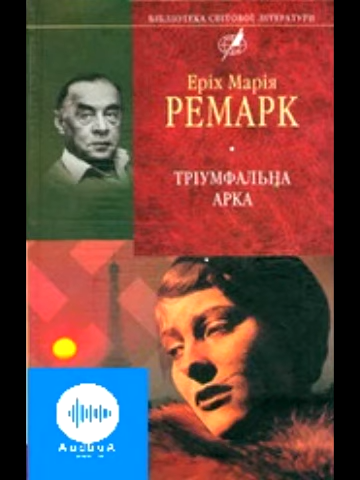 БІБЛІОТЕКА СВІТОВОЇ ЛІТЕРАТУРИ
Еріх Марія
РЕМАРК
ТРІУМФАЛЬНА
АРКА